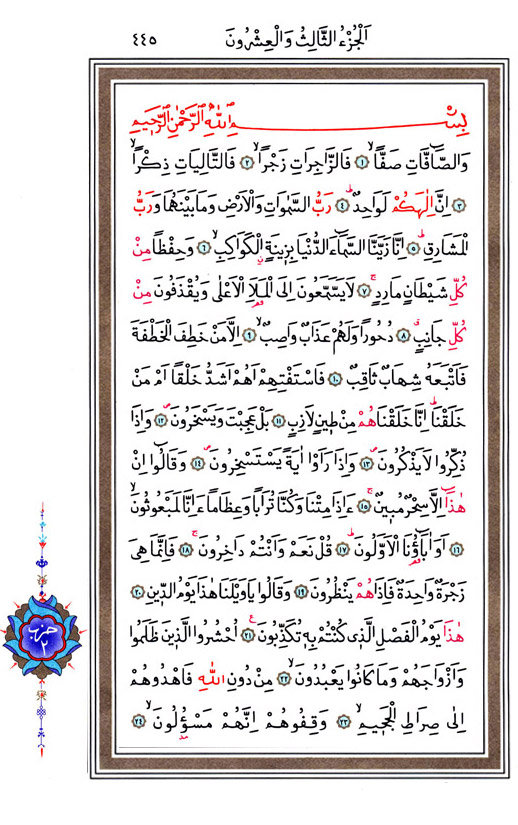 اَلْجُزْءُ الثَّالِثُ وَالْعِشْرُونَ ٤٤٥
بِسْمِ اللّٰهِ الرَّحْمٰنِ الرَّحِيمِ
وَالصَّٓافَّاتِ صَفًّاۙ ﴿١﴾ فَالزَّاجِرَاتِ زَجْرًاۙ ﴿٢﴾ فَالتَّالِيَاتِ ذِكْرًاۙ
﴿٣﴾ اِنَّ اِلٰهَكُمْ لَوَاحِدٌۜ ﴿٤﴾ رَبُّ السَّمٰوَاتِ وَالْاَرْضِ وَمَا بَيْنَهُمَا وَرَبُّ
الْمَشَارِقِۜ ﴿٥﴾ اِنَّا زَيَّنَّا السَّمَٓاءَ الدُّنْيَا بِز۪ينَةٍۨ الْكَوَاكِبِۙ ﴿٦﴾ وَحِفْظًا مِنْ
كُلِّ شَيْطَانٍ مَارِدٍۚ ﴿٧﴾ لَا يَسَّمَّعُونَ اِلَى الْمَلَأِ الْاَعْلٰى وَيُقْذَفُونَ مِنْ
كُلِّ جَانِبٍۗ ﴿٨﴾ دُحُورًا وَلَهُمْ عَذَابٌ وَاصِبٌۙ ﴿٩﴾ اِلَّا مَنْ خَطِفَ الْخَطْفَةَ
فَاَتْبَعَهُ شِهَابٌ ثَاقِبٌ ﴿١٠﴾ فَاسْتَفْتِهِمْ اَهُمْ اَشَدُّ خَلْقًا اَمْ مَنْ
خَلَقْنَاۜ اِنَّا خَلَقْنَاهُمْ مِنْ ط۪ينٍ لَازِبٍ ﴿١١﴾ بَلْ عَجِبْتَ وَيَسْخَرُونَۖ ﴿١٢﴾ وَاِذَا
ذُكِّرُوا لَا يَذْكُرُونَۖ ﴿١٣﴾ وَاِذَا رَاَوْا اٰيَةً يَسْتَسْخِرُونَۖ ﴿١٤﴾ وَقَالُٓوا اِنْ
هٰذَٓا اِلَّا سِحْرٌ مُب۪ينٌۚ ﴿١٥﴾ ءَاِذَا مِتْنَا وَكُنَّا تُرَابًا وَعِظَامًا ءَاِنَّا لَمَبْعُوثُونَۙ
﴿١٦﴾ اَوَاٰبَٓاؤُنَا الْاَوَّلُونَۜ ﴿١٧﴾ قُلْ نَعَمْ وَاَنْتُمْ دَاخِرُونَۚ ﴿١٨﴾ فَاِنَّمَا هِيَ
زَجْرَةٌ وَاحِدَةٌ فَاِذَا هُمْ يَنْظُرُونَ ﴿١٩﴾ وَقَالُوا يَا وَيْلَنَا هٰذَا يَوْمُ الدّ۪ينِ ﴿٢٠﴾
هٰذَا يَوْمُ الْفَصْلِ الَّذ۪ي كُنْتُمْ بِه۪ تُكَذِّبُونَ۟ ﴿٢١﴾ اُحْشُرُوا الَّذ۪ينَ ظَلَمُوا
وَاَزْوَاجَهُمْ وَمَا كَانُوا يَعْبُدُونَۙ ﴿٢٢﴾ مِنْ دُونِ اللّٰهِ فَاهْدُوهُمْ
اِلٰى صِرَاطِ الْجَح۪يمِۙ ﴿٢٣﴾ وَقِفُوهُمْ اِنَّهُمْ مَسْؤُ۫لُونَۙ ﴿٢٤﴾
حزب
٢